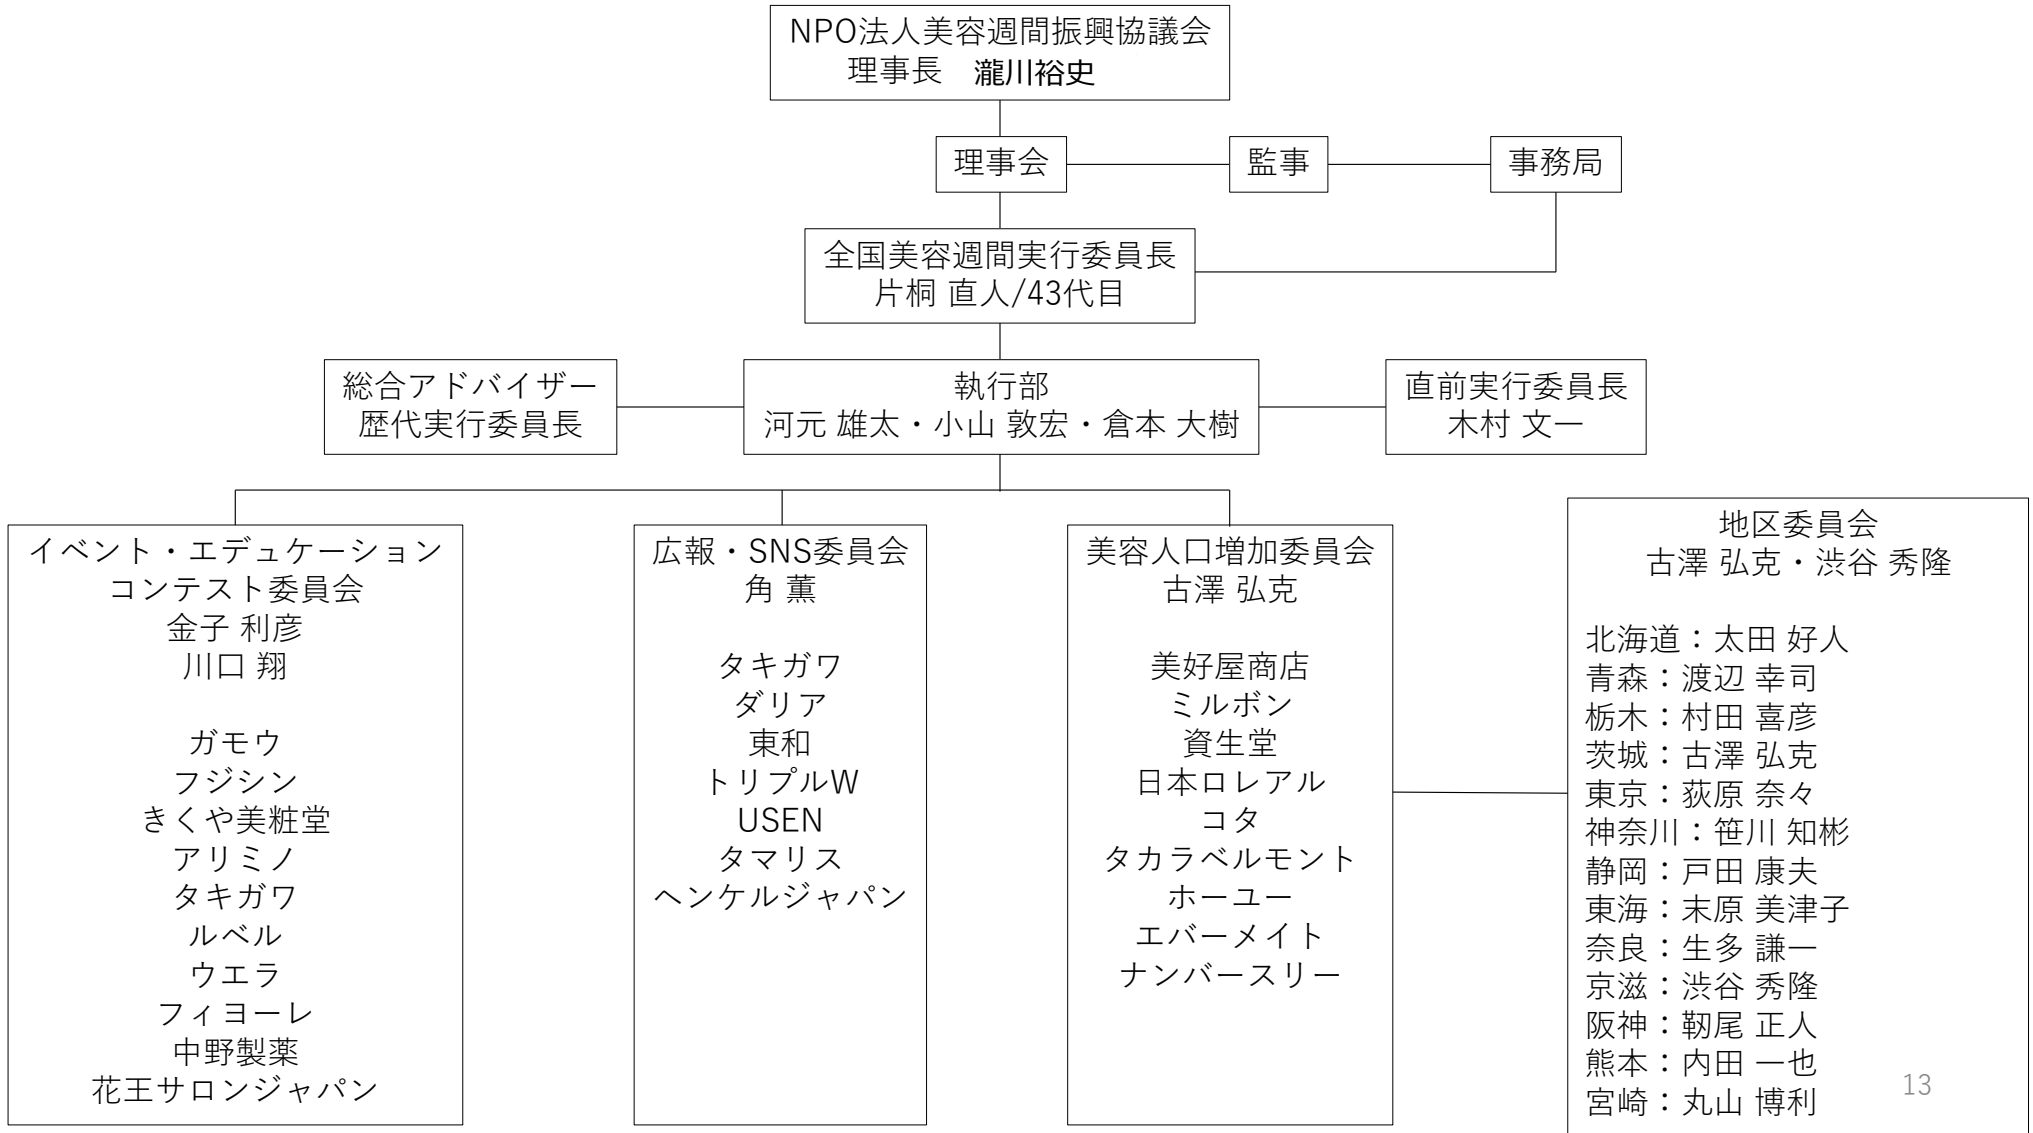 NPO法人美容週間振興協議会
理事長　瀧川裕史
理事会
監事
事務局
全国美容週間実行委員長
片桐 直人/43代目
総合アドバイザー
歴代実行委員長
執行部
河元 雄太・小山 敦宏・倉本 大樹
直前実行委員長
木村 文一
イベント・エデュケーション
コンテスト委員会
金子 利彦
川口 翔
ガモウ
フジシン
きくや美粧堂
アリミノ
タキガワ
ルベル
ウエラ
フィヨーレ
中野製薬
花王サロンジャパン
広報・SNS委員会
角 薫
タキガワ
ダリア
東和
トリプルW
USEN
タマリス
ヘンケルジャパン
美容人口増加委員会
古澤 弘克
美好屋商店
ミルボン
資生堂
日本ロレアル
コタ
タカラベルモント
ホーユー
エバーメイト
ナンバースリー
地区委員会
古澤 弘克・渋谷 秀隆
北海道：太田 好人
青森：渡辺 幸司
栃木：村田 喜彦
茨城：古澤 弘克
東京：荻原 奈々
神奈川：笹川 知彬
静岡：戸田 康夫
東海：末原 美津子
奈良：生多 謙一
京滋：渋谷 秀隆
阪神：靭尾 正人
熊本：内田 一也
宮崎：丸山 博利
13